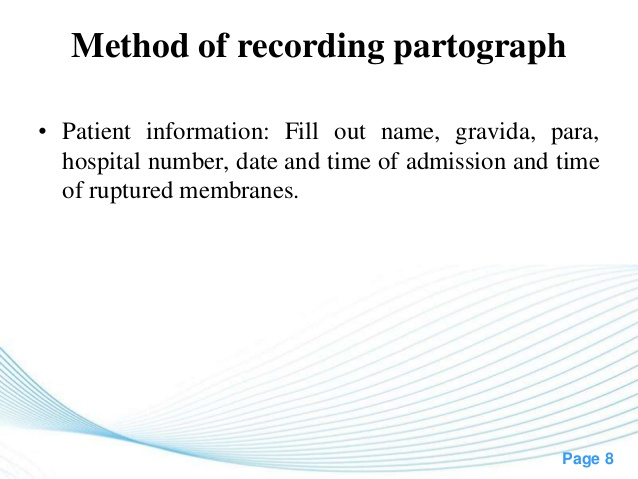 Method of recording partograph
• Patient information: Fill out name, gravida, para,
hospital number, date and time of admission and time
of ruptured membranes.
Page 8